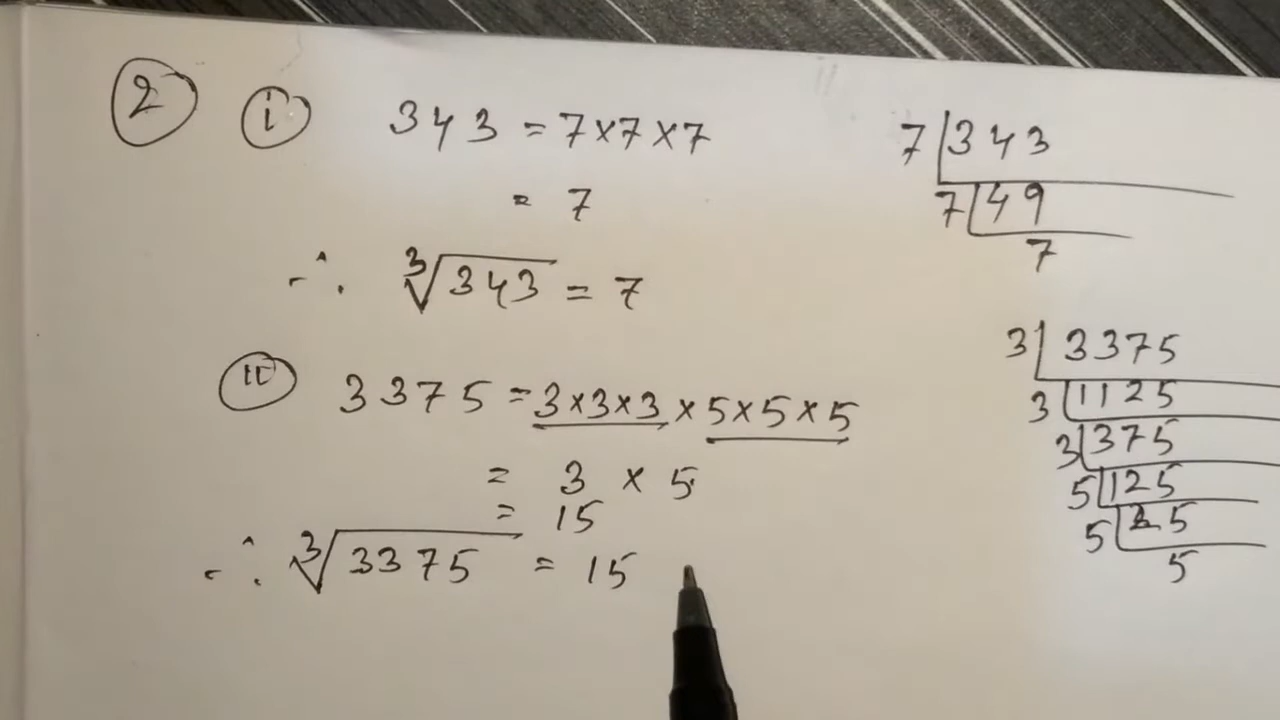 2 i 343 = 7×7×7
= 7
∴ ∛343 = 7
7 343
7 49
7
ii 3375 = 3×3×3 × 5×5×5
= 3 × 5
= 15
∴ ∛3375 = 15
3 3375
3 1125
3 375
5 125
5 25
5